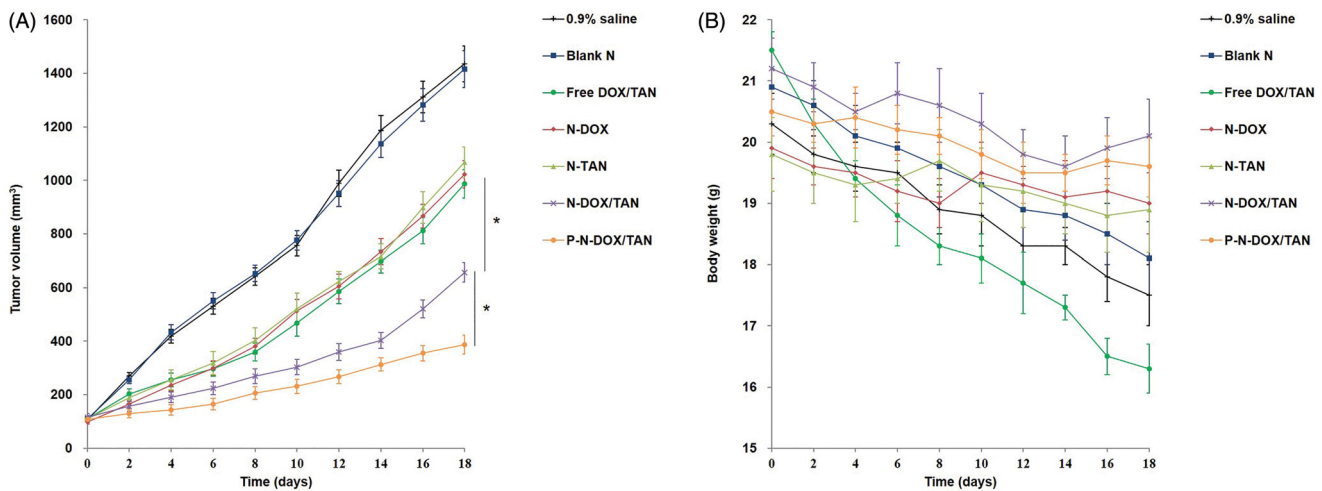 (A)
Tumor volume (mm³)
1600
1400
1200
1000
800
600
400
200
0
0 2 4 6 8 10 12 14 16 18
Time (days)
*
*
0.9% saline
Blank N
Free DOX/TAN
N-DOX
N-TAN
N-DOX/TAN
P-N-DOX/TAN
(B)
Body weight (g)
22
21
20
19
18
17
16
15
0 2 4 6 8 10 12 14 16 18
Time (days)
0.9% saline
Blank N
Free DOX/TAN
N-DOX
N-TAN
N-DOX/TAN
P-N-DOX/TAN